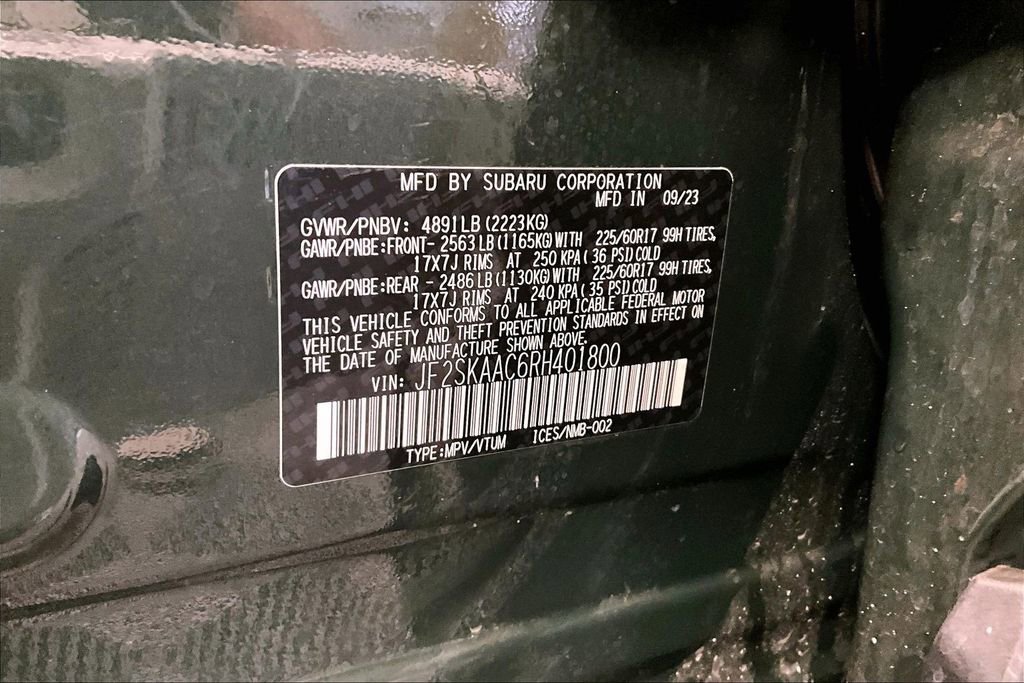 MFD BY SUBARU CORPORATION
MFD IN 09/23
GVWR/PNBV: 4891LB (2223KG)
GAWR/PNBE:FRONT- 2563LB (1165KG)WITH 225/60R17 99H TIRES,
17X7J RIMS AT 250 KPA( 36 PSI)COLD
GAWR/PNBE:REAR - 2486LB (1130KG)WITH 225/60R17 99H TIRES,
17X7J RIMS AT 240 KPA( 35 PSI)COLD
THIS VEHICLE CONFORMS TO ALL APPLICABLE FEDERAL MOTOR
VEHICLE SAFETY AND THEFT PREVENTION STANDARDS IN EFFECT ON
THE DATE OF MANUFACTURE SHOWN ABOVE.
VIN: JF2SKAAC6RH401800
TYPE:MPV/VTUM ICES/NMB-002